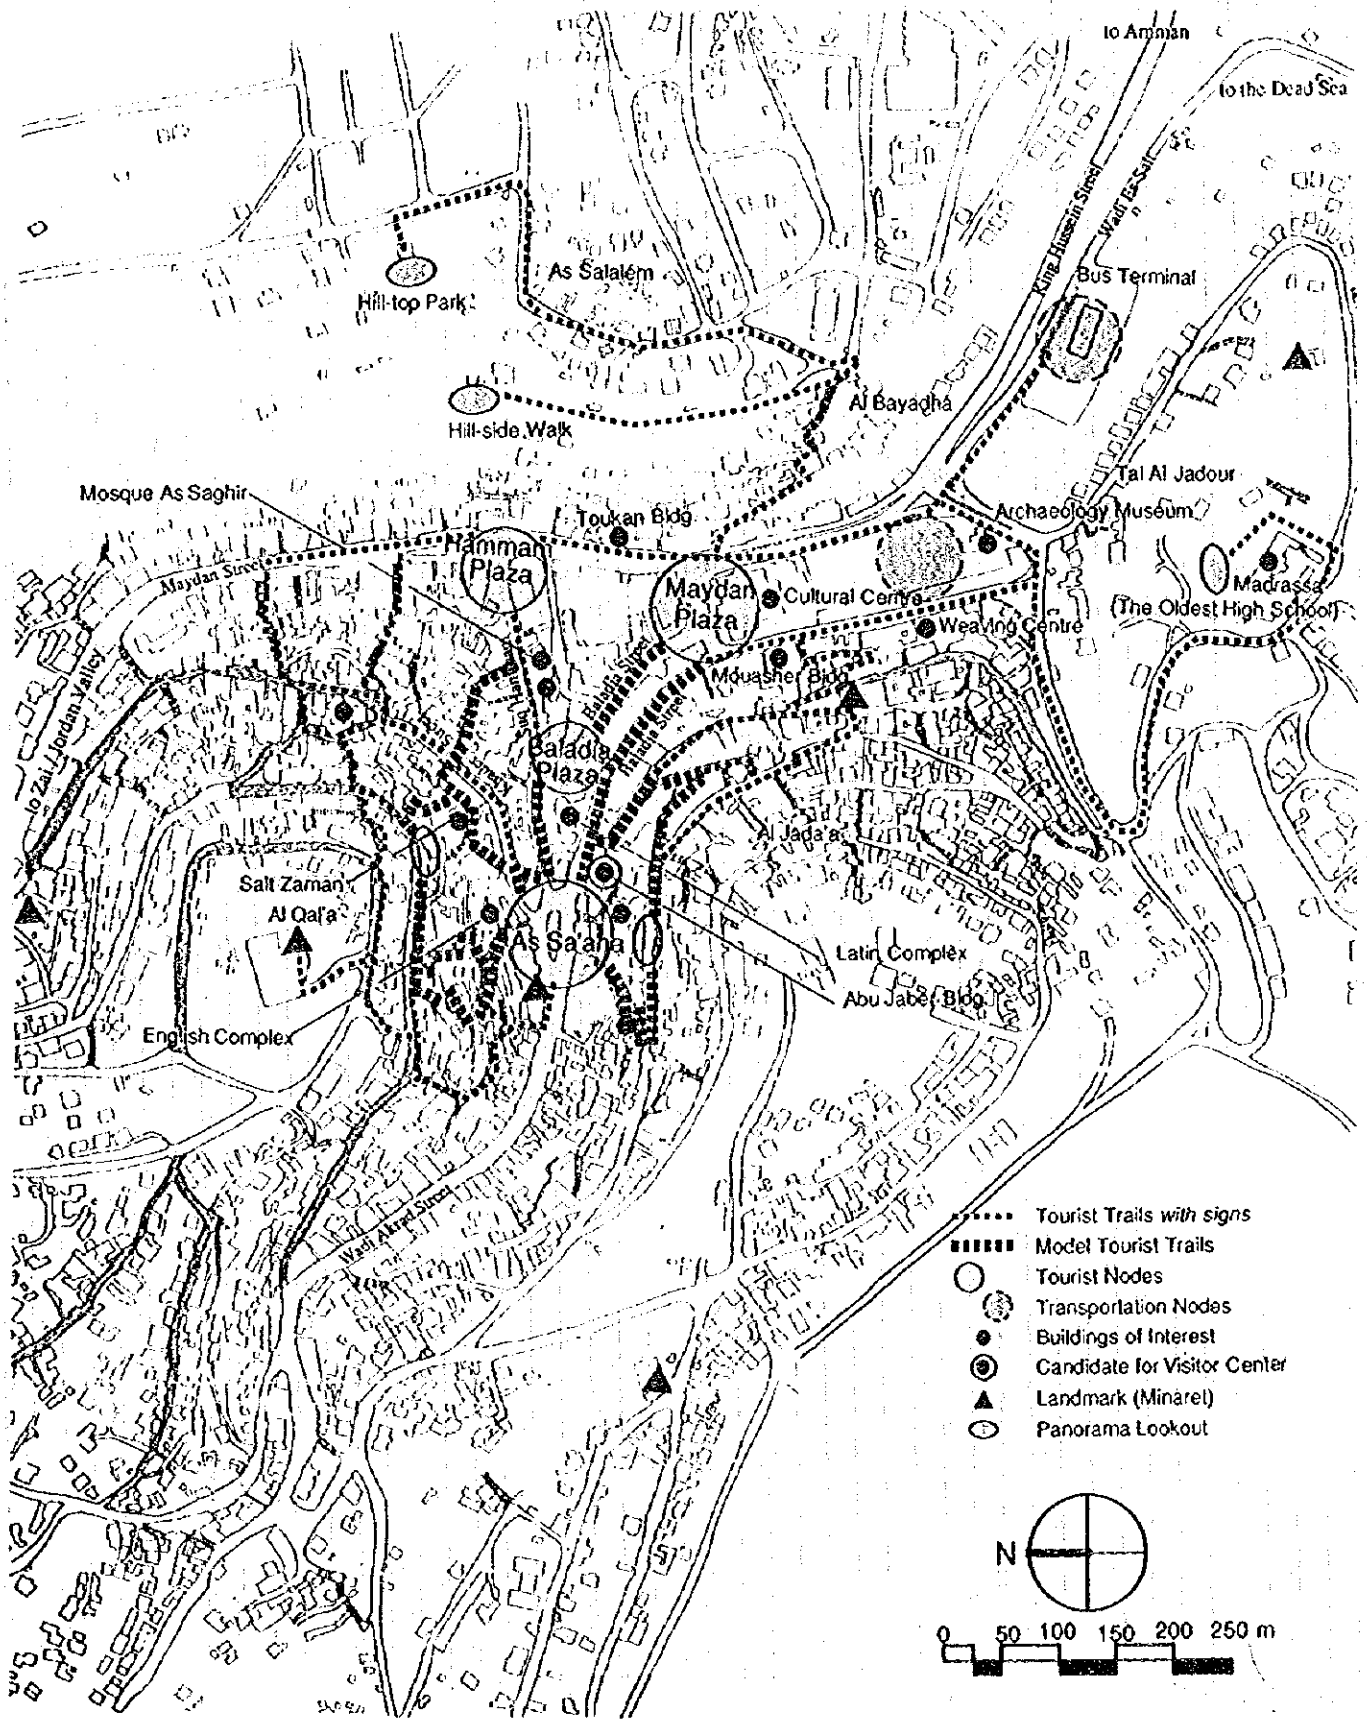 to Amman
to the Dead Sea
King Hussein Street
Wadi Es-Salt
Bus Terminal
As Salalem
Hill-top Park
Al Bayadha
Hill-side Walk
Tal Al Jadour
Mosque As Saghir
Toukan Bldg.
Archaeology Museum
Hammam
Plaza
Maydan Street
Maydan
Plaza
Cultural Centre
Madrassa
(The Oldest High School)
Weaving Centre
Mouasher Bldg.
Baladia Street
Baladia Street
Suq Hammam
to Zai / Jordan Valley
Baladia
Plaza
Al Jada'a
Salt Zaman
Al Qal'a
As Sa'aha
Latin Complex
Abu Jaber Bldg.
English Complex
Wadi Akrad Street
Tourist Trails with signs
Model Tourist Trails
Tourist Nodes
Transportation Nodes
Buildings of Interest
Candidate for Visitor Center
Landmark (Minaret)
Panorama Lookout
N
0 50 100 150 200 250 m